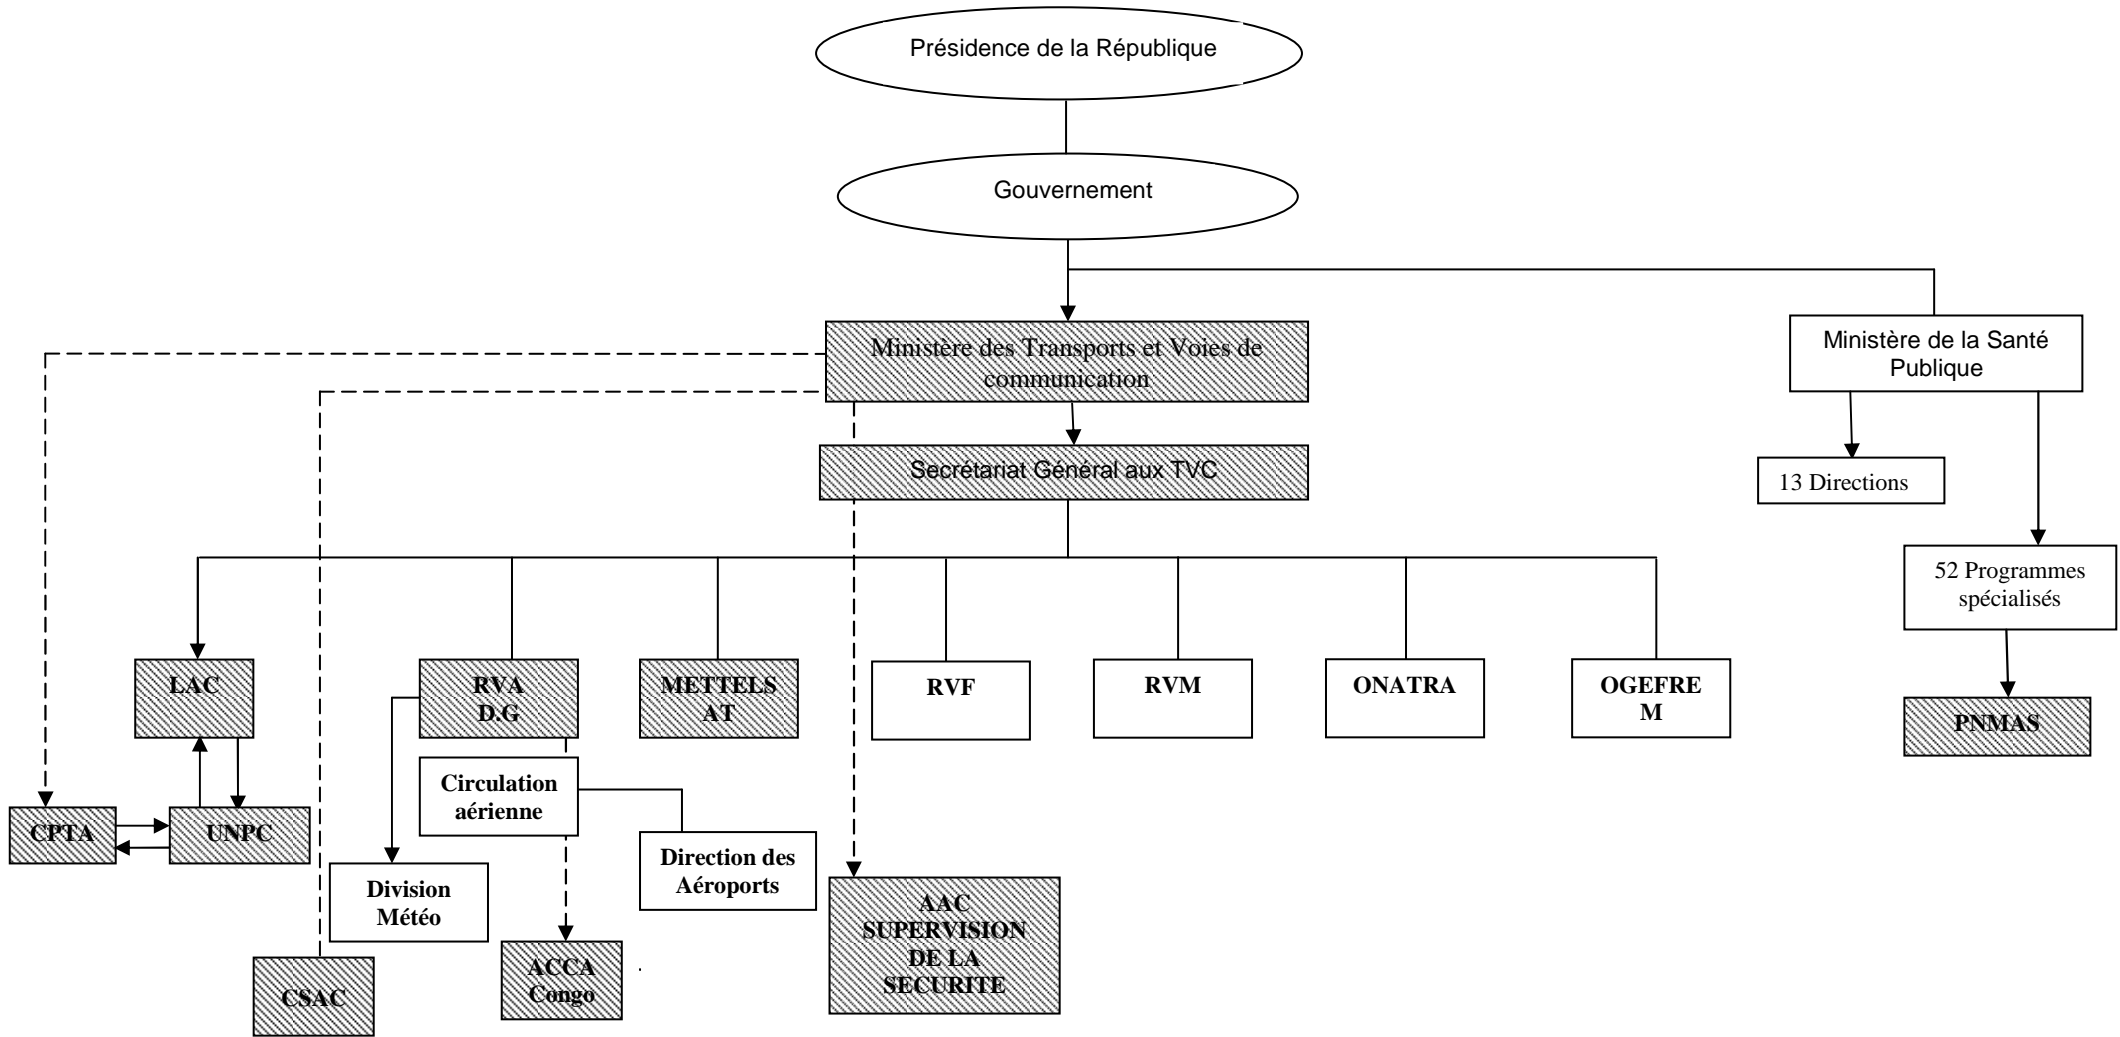 Présidence de la République
Gouvernement
Ministère des Transports et Voies de
communication
Ministère de la Santé
Publique
Secrétariat Général aux TVC
13 Directions
52 Programmes
spécialisés
LAC
RVA
D.G
METTELS
AT
RVF
RVM
ONATRA
OGEFRE
M
PNMAS
Circulation
aérienne
CPTA
UNPC
Direction des
Aéroports
Division
Météo
AAC
SUPERVISION
DE LA
SECURITE
ACCA
Congo
CSAC